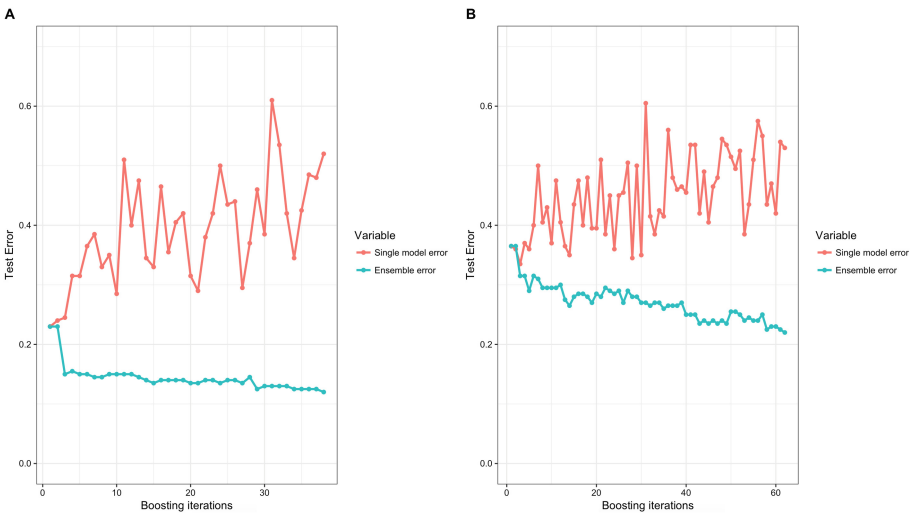 A
Test Error
0.6
0.4
0.2
0.0
0
10
20
30
Boosting iterations
Variable
Single model error
Ensemble error
B
Test Error
0.6
0.4
0.2
0.0
0
20
40
60
Boosting iterations
Variable
Single model error
Ensemble error